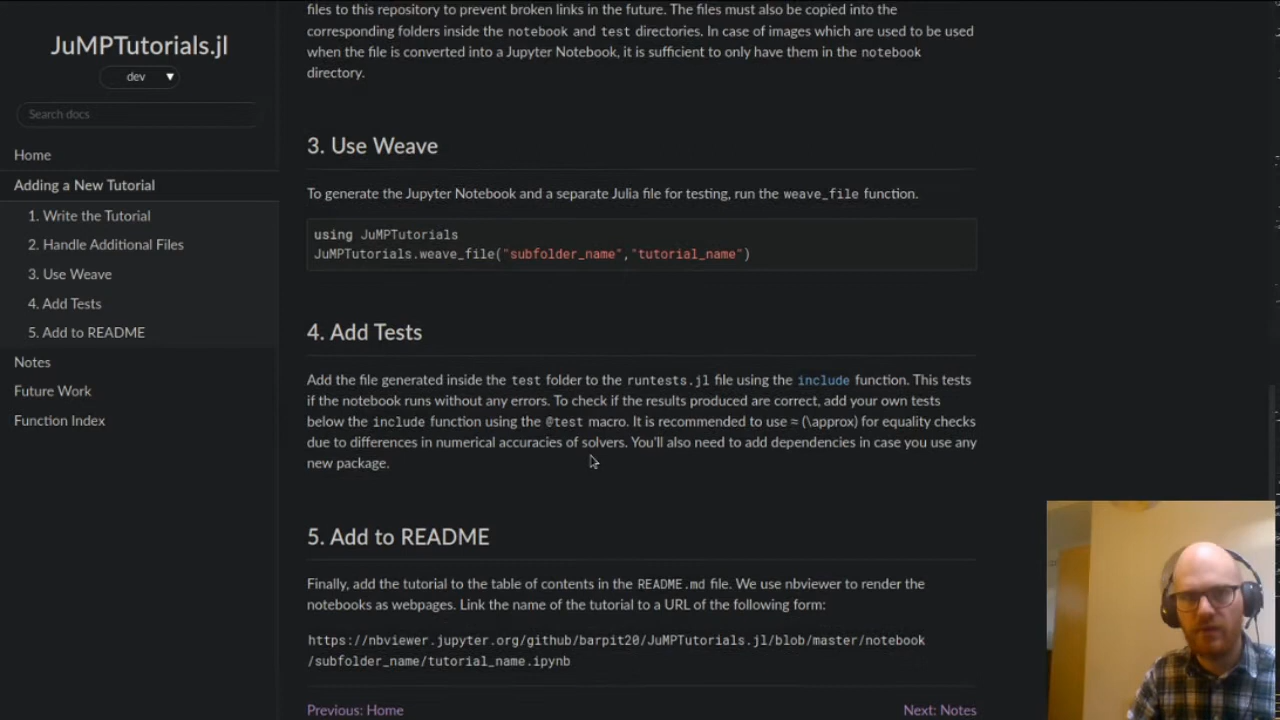 JuMPTutorials.jl
dev ▼
Search docs
Home
Adding a New Tutorial
1. Write the Tutorial
2. Handle Additional Files
3. Use Weave
4. Add Tests
5. Add to README
Notes
Future Work
Function Index
files to this repository to prevent broken links in the future. The files must also be copied into the
corresponding folders inside the notebook and test directories. In case of images which are used to be used
when the file is converted into a Jupyter Notebook, it is sufficient to only have them in the notebook
directory.
3. Use Weave
To generate the Jupyter Notebook and a separate Julia file for testing, run the weave_file function.
using JuMPTutorials
JuMPTutorials.weave_file("subfolder_name","tutorial_name")
4. Add Tests
Add the file generated inside the test folder to the runtests.jl file using the include function. This tests
if the notebook runs without any errors. To check if the results produced are correct, add your own tests
below the include function using the @test macro. It is recommended to use ≈ (\approx) for equality checks
due to differences in numerical accuracies of solvers. You'll also need to add dependencies in case you use any
new package.
5. Add to README
Finally, add the tutorial to the table of contents in the README.md file. We use nbviewer to render the
notebooks as webpages. Link the name of the tutorial to a URL of the following form:
https://nbviewer.jupyter.org/github/barpit20/JuMPTutorials.jl/blob/master/notebook
/subfolder_name/tutorial_name.ipynb
Previous: Home
Next: Notes